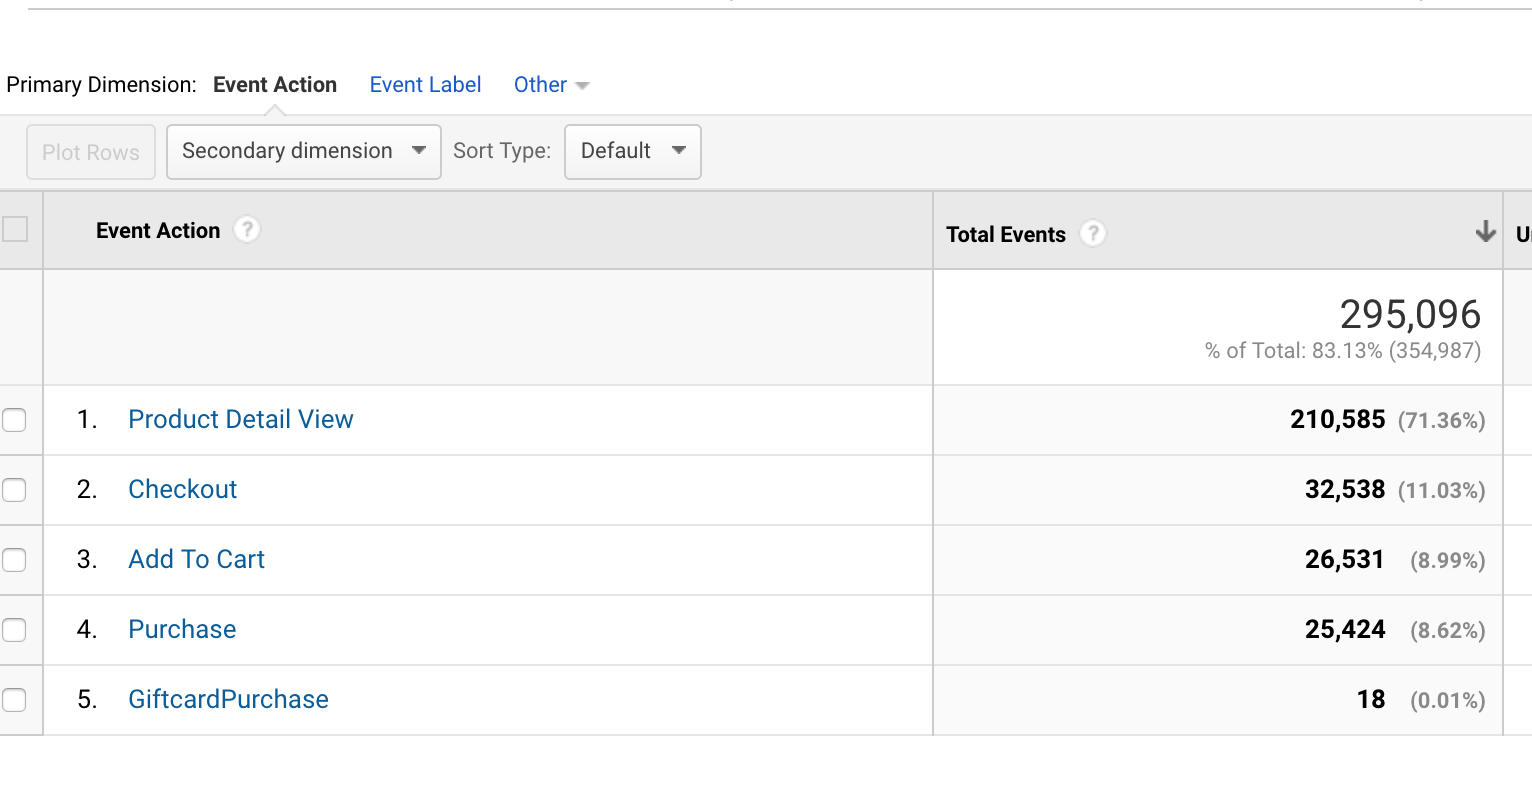 Primary Dimension: Event Action Event Label Other
Plot Rows Secondary dimension Sort Type: Default
Event Action ? Total Events ?
295,096
% of Total: 83.13% (354,987)
1. Product Detail View 210,585 (71.36%)
2. Checkout 32,538 (11.03%)
3. Add To Cart 26,531 (8.99%)
4. Purchase 25,424 (8.62%)
5. GiftcardPurchase 18 (0.01%)